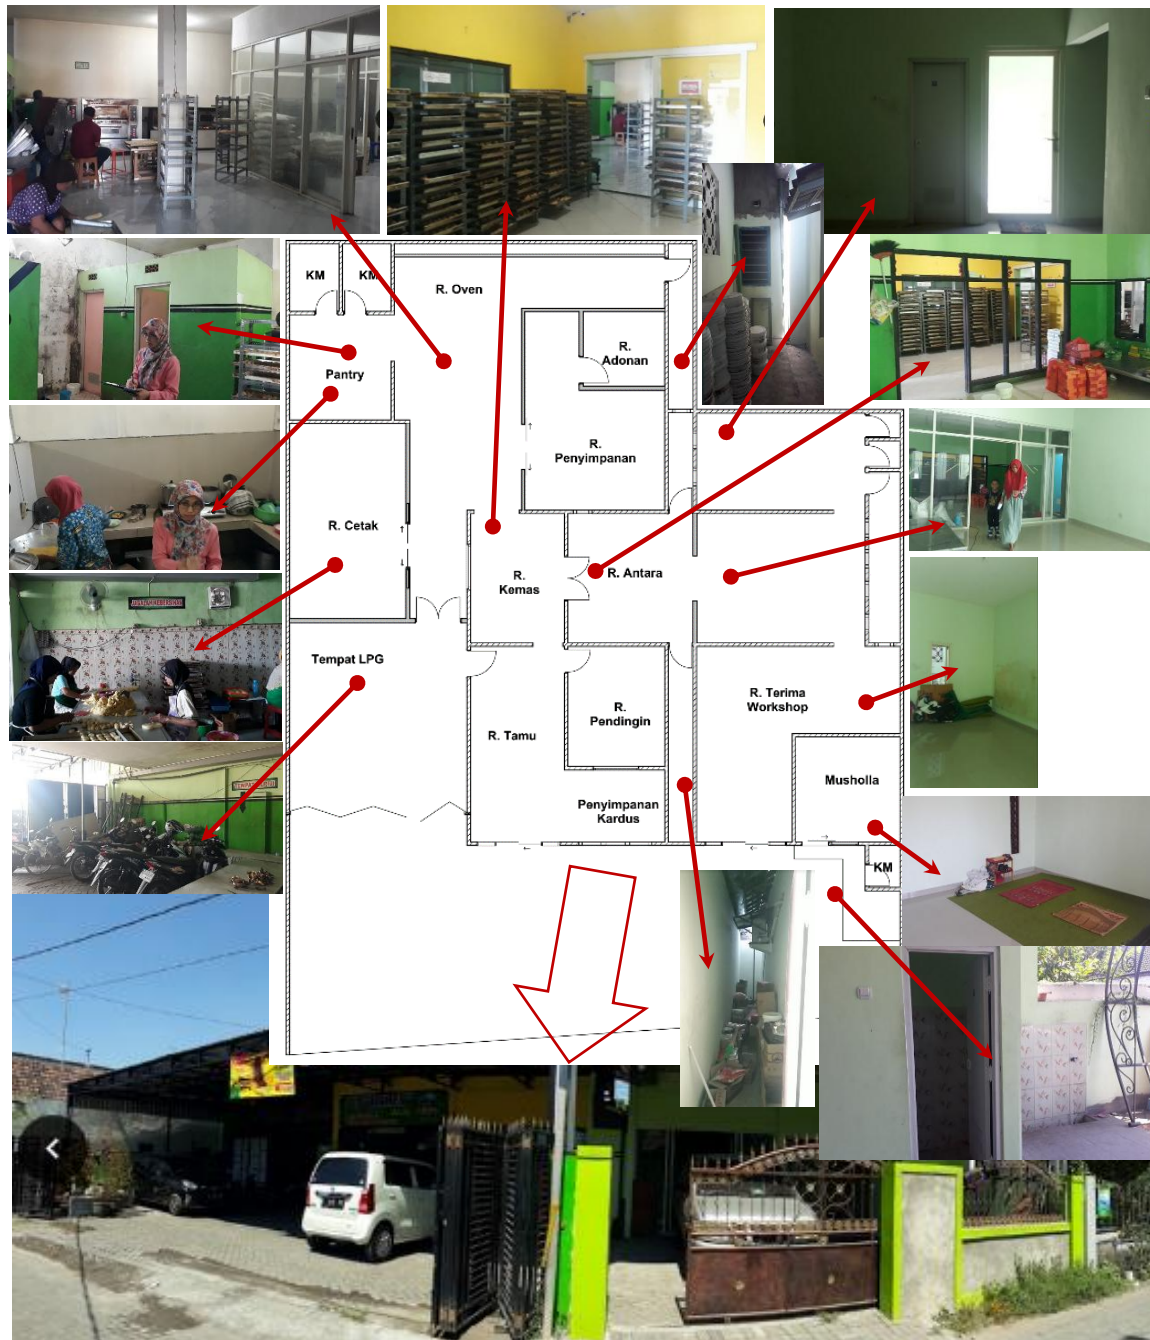 KM
KM
R. Oven
R.
Adonan
Pantry
R.
Penyimpanan
R. Cetak
R.
Kemas
R. Antara
Tempat LPG
R. Terima
Workshop
R.
Pendingin
R. Tamu
Musholla
Penyimpanan
Kardus
KM